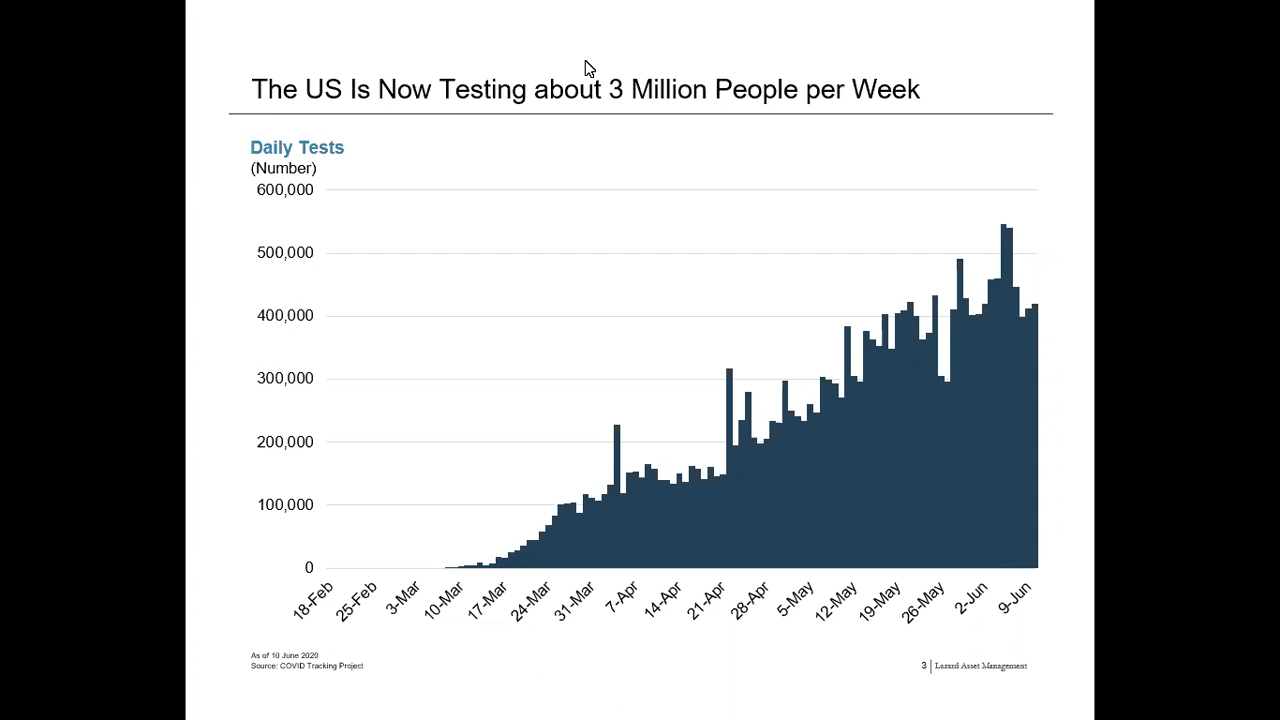 The US Is Now Testing about 3 Million People per Week
Daily Tests
(Number)
600,000
500,000
400,000
300,000
200,000
100,000
0
18-Feb
25-Feb
3-Mar
10-Mar
17-Mar
24-Mar
31-Mar
7-Apr
14-Apr
21-Apr
28-Apr
5-May
12-May
19-May
26-May
2-Jun
9-Jun
As of 10 June 2020
Source: COVID Tracking Project
3 | Lazard Asset Management